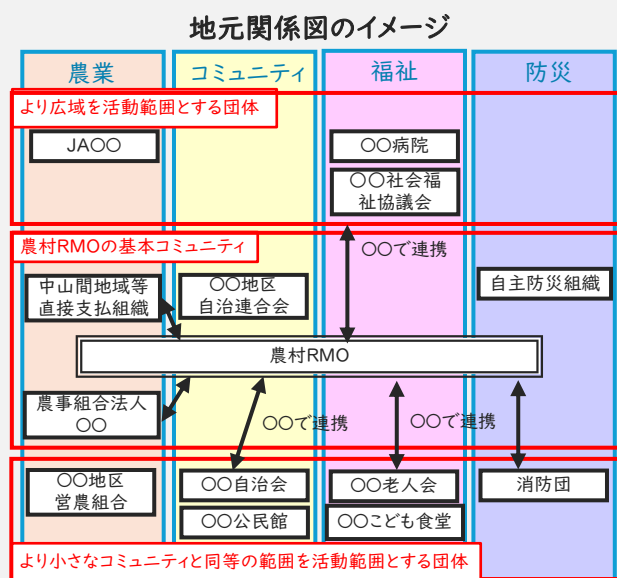 地元関係図のイメージ
農業
コミュニティ
福祉
防災
より広域を活動範囲とする団体
JA〇〇
〇〇病院
〇〇社会福
祉協議会
農村RMOの基本コミュニティ
〇〇で連携
中山間地域等
直接支払組織
〇〇地区
自治連合会
自主防災組織
農村RMO
農事組合法人
〇〇
〇〇で連携
〇〇で連携
〇〇地区
営農組合
〇〇自治会
〇〇老人会
消防団
〇〇公民館
〇〇こども食堂
より小さなコミュニティと同等の範囲を活動範囲とする団体